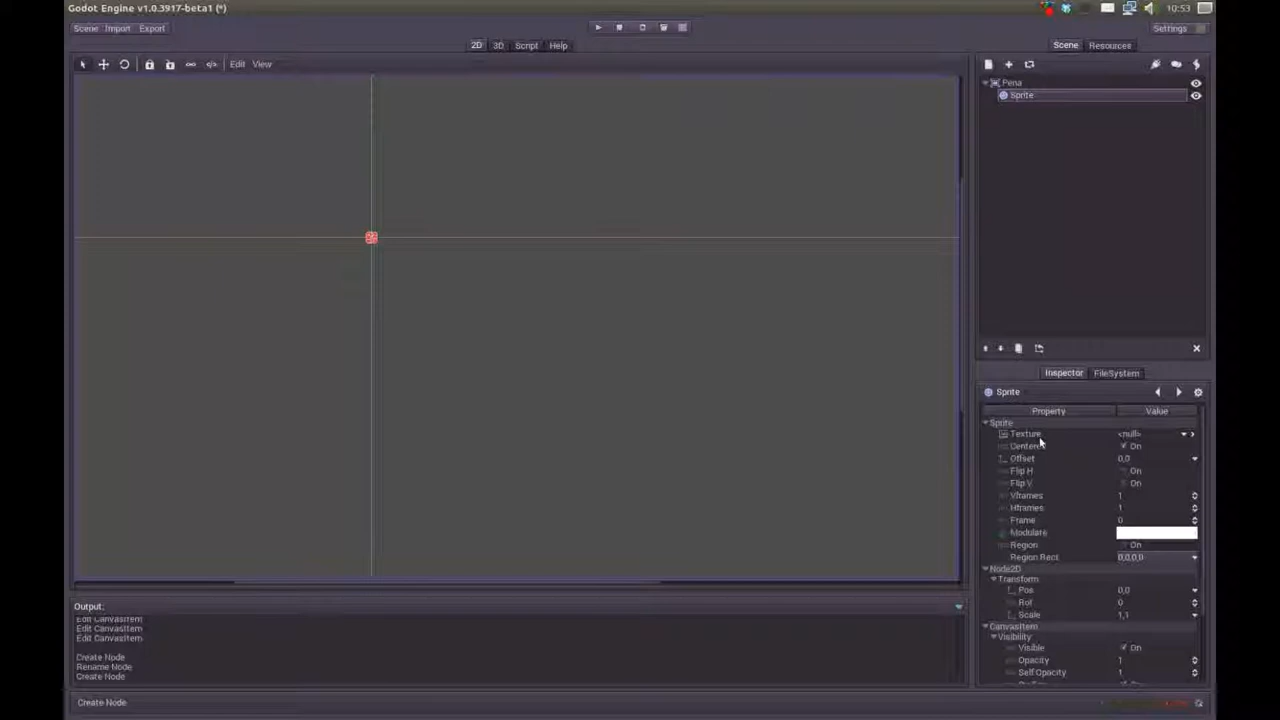 Godot Engine v1.0.3917-beta1 (*)
10:53
Scene Import Export
Settings
2D 3D Script Help
Scene Resources
Edit View
Pena
Sprite
Inspector FileSystem
Sprite
Property Value
Sprite
Texture <null>
Centered On
Offset 0,0
Flip H On
Flip V On
Vframes 1
Hframes 1
Frame 0
Modulate
Region On
Region Rect 0,0,0,0
Node2D
Transform
Pos 0,0
Rot 0
Scale 1,1
CanvasItem
Visibility
Visible On
Opacity 1
Self Opacity 1
On
Output:
Edit CanvasItem
Edit CanvasItem
Edit CanvasItem
Create Node
Rename Node
Create Node
Create Node